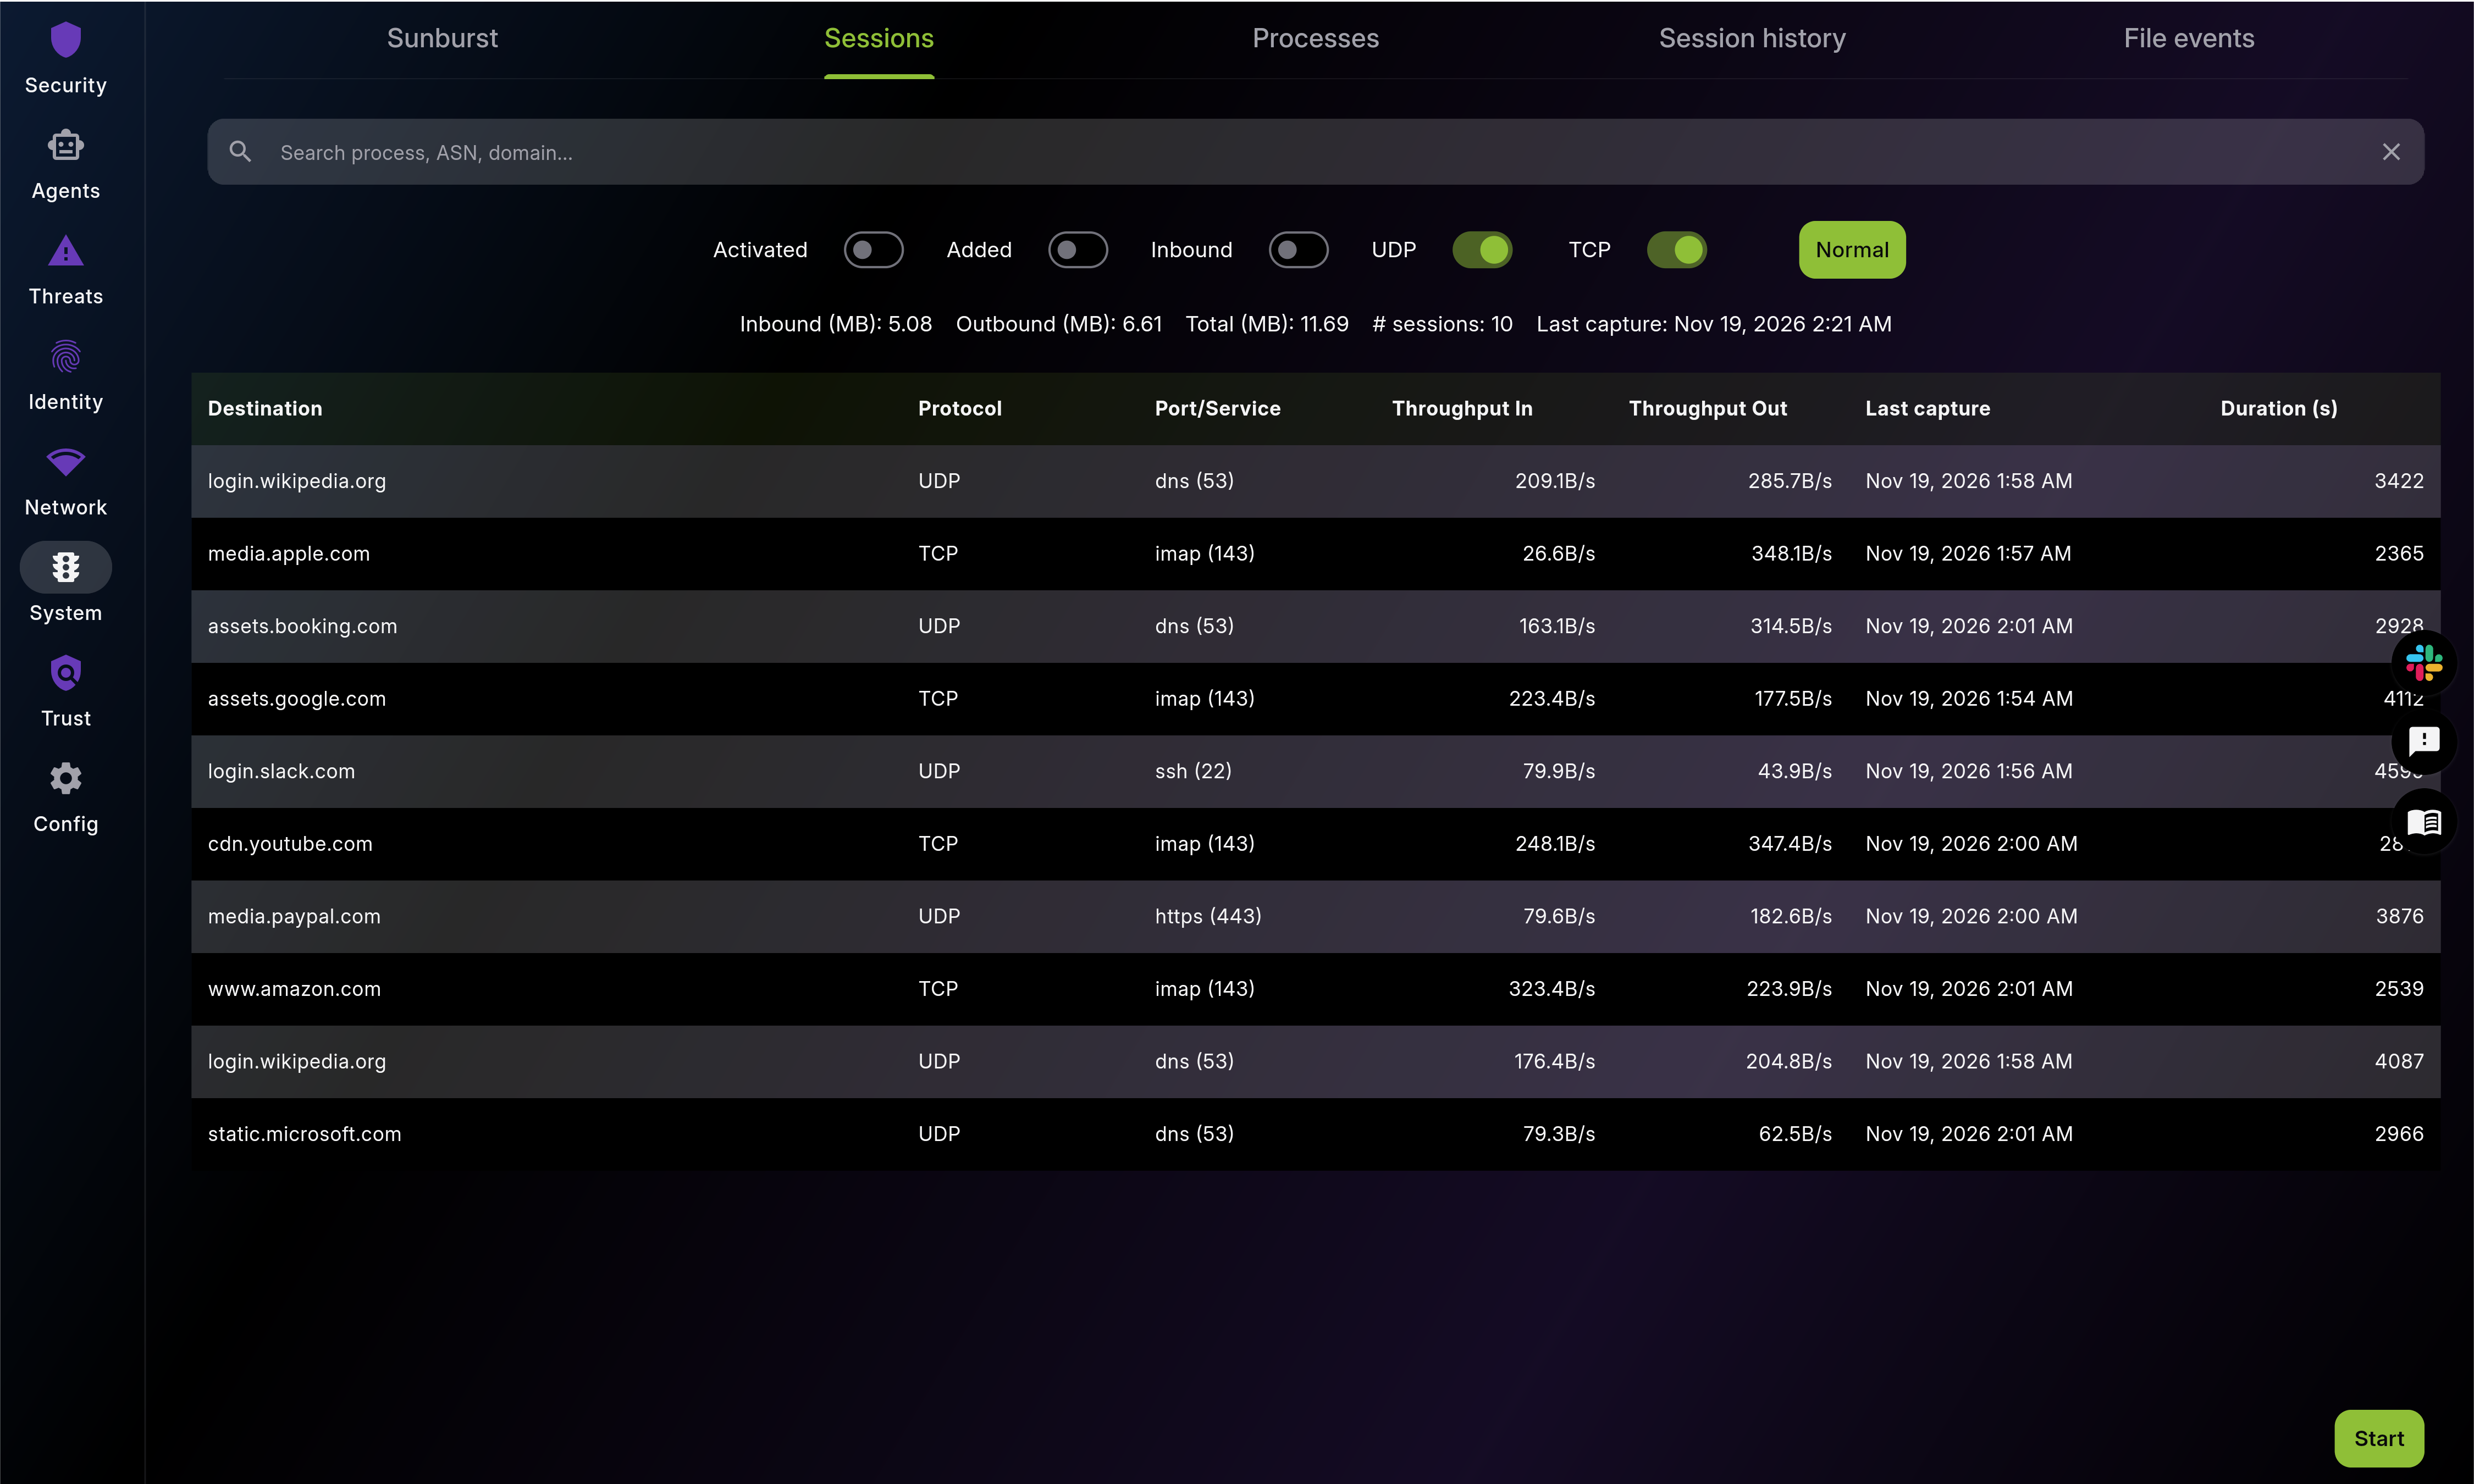 Sunburst Sessions Processes Session history File events
Security
Agents
Threats
Identity
Network
System
Trust
Config
Search process, ASN, domain...
Activated Added Inbound UDP TCP Normal
Inbound (MB): 5.08 Outbound (MB): 6.61 Total (MB): 11.69 # sessions: 10 Last capture: Nov 19, 2026 2:21 AM
Destination Protocol Port/Service Throughput In Throughput Out Last capture Duration (s)
login.wikipedia.org UDP dns (53) 209.1B/s 285.7B/s Nov 19, 2026 1:58 AM 3422
media.apple.com TCP imap (143) 26.6B/s 348.1B/s Nov 19, 2026 1:57 AM 2365
assets.booking.com UDP dns (53) 163.1B/s 314.5B/s Nov 19, 2026 2:01 AM 2928
assets.google.com TCP imap (143) 223.4B/s 177.5B/s Nov 19, 2026 1:54 AM 4112
login.slack.com UDP ssh (22) 79.9B/s 43.9B/s Nov 19, 2026 1:56 AM
cdn.youtube.com TCP imap (143) 248.1B/s 347.4B/s Nov 19, 2026 2:00 AM
media.paypal.com UDP https (443) 79.6B/s 182.6B/s Nov 19, 2026 2:00 AM 3876
www.amazon.com TCP imap (143) 323.4B/s 223.9B/s Nov 19, 2026 2:01 AM 2539
login.wikipedia.org UDP dns (53) 176.4B/s 204.8B/s Nov 19, 2026 1:58 AM 4087
static.microsoft.com UDP dns (53) 79.3B/s 62.5B/s Nov 19, 2026 2:01 AM 2966
Start